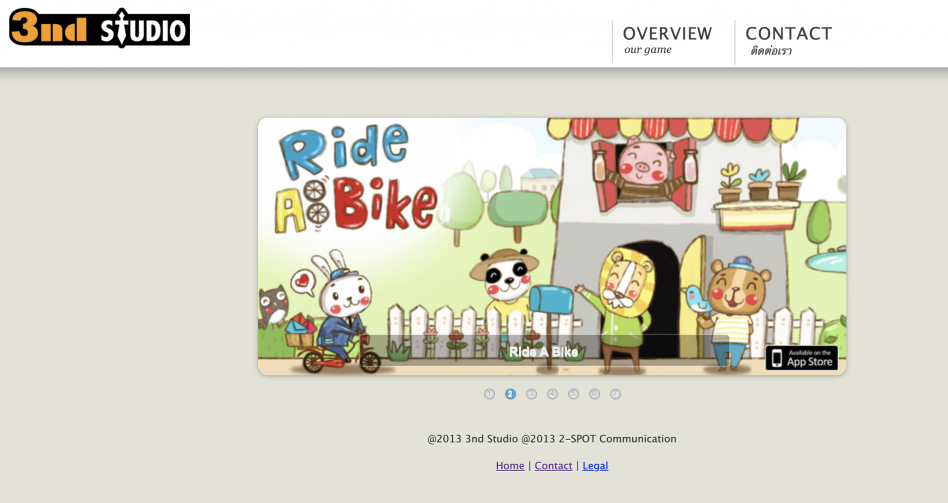 3nd STUDIO
OVERVIEW
our game
CONTACT
ติดต่อเรา
Ride
A Bike
Ride A Bike
Available on the
App Store
1 2 3 4 5 6 7
@2013 3nd Studio @2013 2-SPOT Communication
Home | Contact | Legal